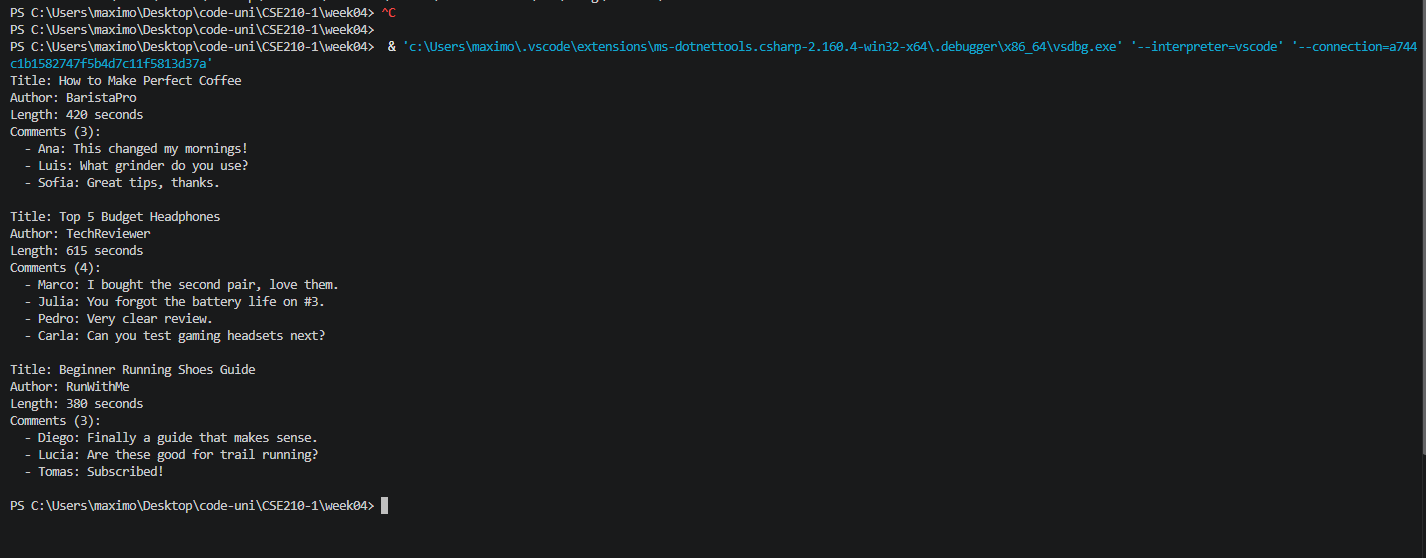 PS C:\Users\maximo\Desktop\code-uni\CSE210-1\week04> ^C
PS C:\Users\maximo\Desktop\code-uni\CSE210-1\week04>
PS C:\Users\maximo\Desktop\code-uni\CSE210-1\week04>  & 'c:\Users\maximo\.vscode\extensions\ms-dotnettools.csharp-2.160.4-win32-x64\.debugger\x86_64\vsdbg.exe' '--interpreter=vscode' '--connection=a744
c1b1582747f5b4d7c11f5813d37a'
Title: How to Make Perfect Coffee
Author: BaristaPro
Length: 420 seconds
Comments (3):
  - Ana: This changed my mornings!
  - Luis: What grinder do you use?
  - Sofia: Great tips, thanks.

Title: Top 5 Budget Headphones
Author: TechReviewer
Length: 615 seconds
Comments (4):
  - Marco: I bought the second pair, love them.
  - Julia: You forgot the battery life on #3.
  - Pedro: Very clear review.
  - Carla: Can you test gaming headsets next?

Title: Beginner Running Shoes Guide
Author: RunWithMe
Length: 380 seconds
Comments (3):
  - Diego: Finally a guide that makes sense.
  - Lucia: Are these good for trail running?
  - Tomas: Subscribed!

PS C:\Users\maximo\Desktop\code-uni\CSE210-1\week04>